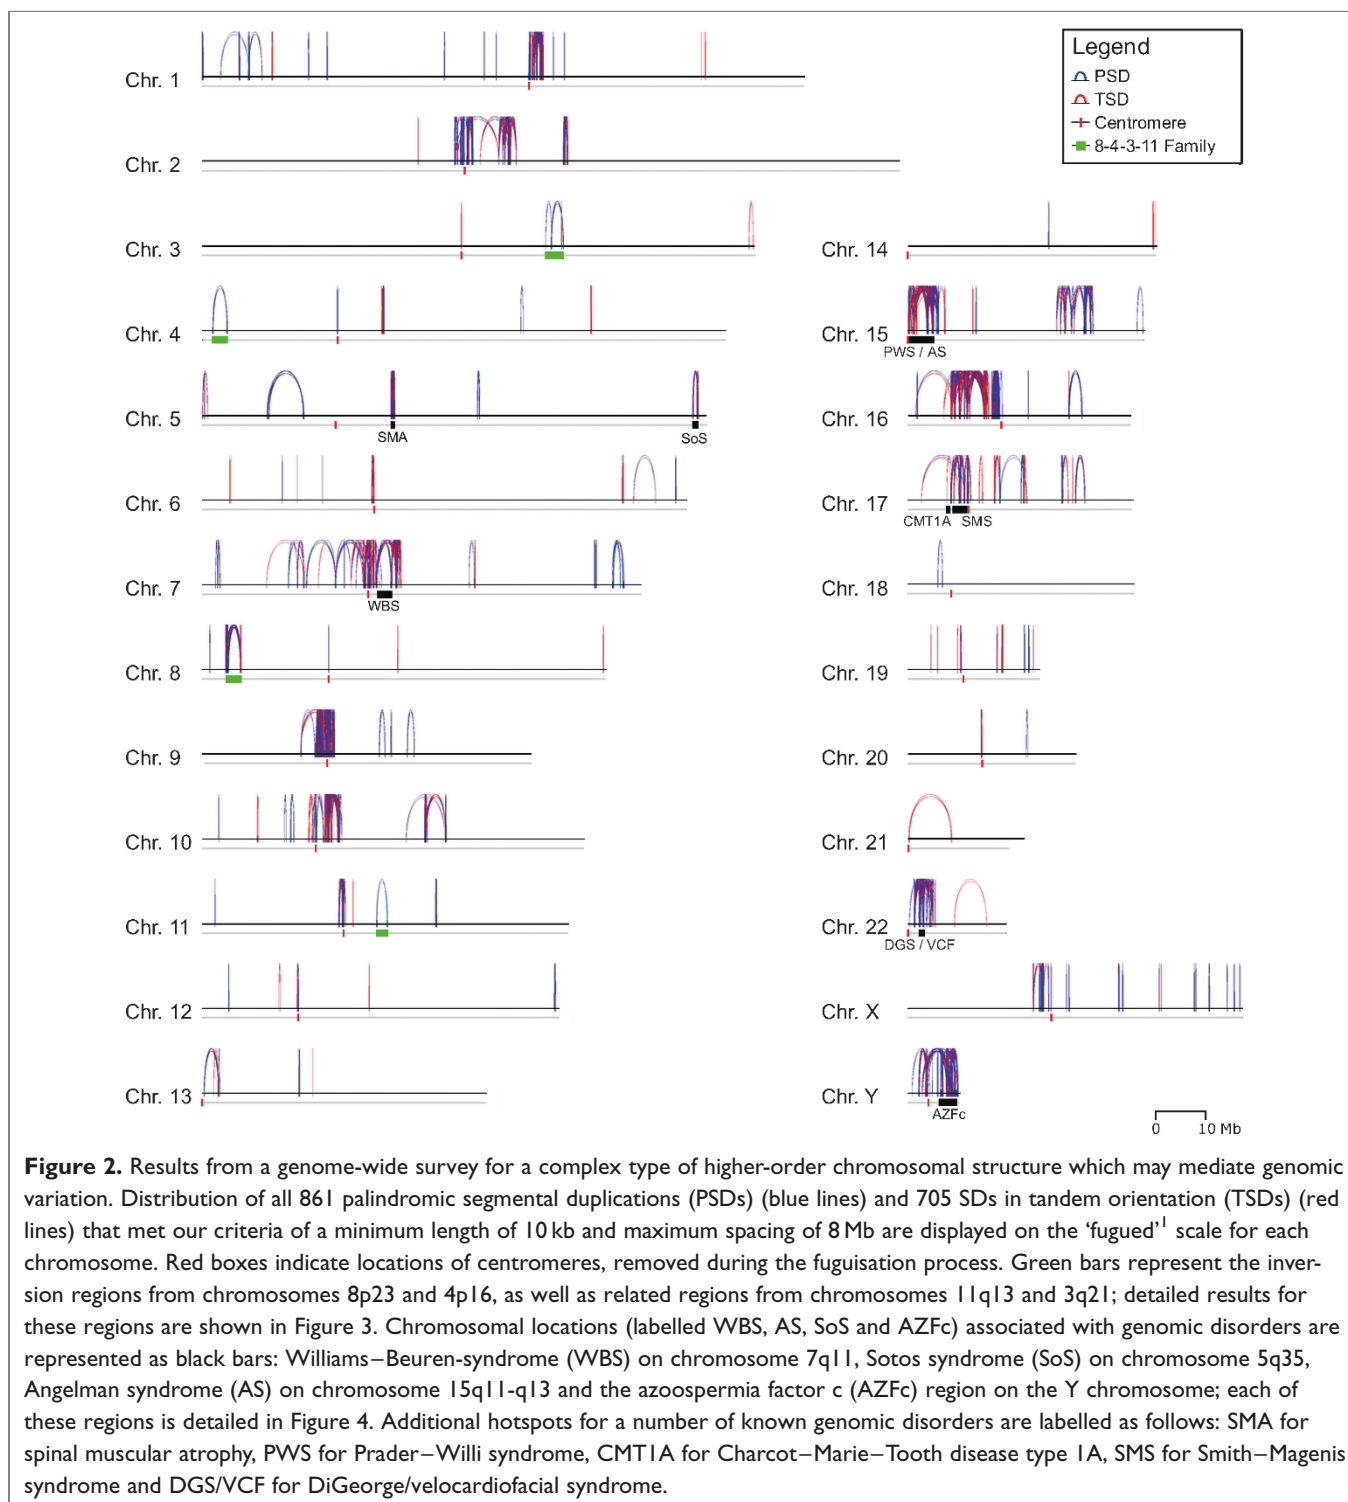 Legend
PSD
TSD
Centromere
8-4-3-11 Family
Chr. 1
Chr. 2
Chr. 3
Chr. 4
Chr. 5
SMA
SoS
Chr. 6
Chr. 7
WBS
Chr. 8
Chr. 9
Chr. 10
Chr. 11
Chr. 12
Chr. 13
Chr. 14
Chr. 15
PWS / AS
Chr. 16
Chr. 17
CMT1A SMS
Chr. 18
Chr. 19
Chr. 20
Chr. 21
Chr. 22
DGS / VCF
Chr. X
Chr. Y
AZFc
0 10 Mb
Figure 2. Results from a genome-wide survey for a complex type of higher-order chromosomal structure which may mediate genomic
variation. Distribution of all 861 palindromic segmental duplications (PSDs) (blue lines) and 705 SDs in tandem orientation (TSDs) (red
lines) that met our criteria of a minimum length of 10 kb and maximum spacing of 8 Mb are displayed on the ‘fugued’1 scale for each
chromosome. Red boxes indicate locations of centromeres, removed during the fuguisation process. Green bars represent the inver-
sion regions from chromosomes 8p23 and 4p16, as well as related regions from chromosomes 11q13 and 3q21; detailed results for
these regions are shown in Figure 3. Chromosomal locations (labelled WBS, AS, SoS and AZFc) associated with genomic disorders are
represented as black bars: Williams–Beuren-syndrome (WBS) on chromosome 7q11, Sotos syndrome (SoS) on chromosome 5q35,
Angelman syndrome (AS) on chromosome 15q11-q13 and the azoospermia factor c (AZFc) region on the Y chromosome; each of
these regions is detailed in Figure 4. Additional hotspots for a number of known genomic disorders are labelled as follows: SMA for
spinal muscular atrophy, PWS for Prader–Willi syndrome, CMT1A for Charcot–Marie–Tooth disease type 1A, SMS for Smith–Magenis
syndrome and DGS/VCF for DiGeorge/velocardiofacial syndrome.